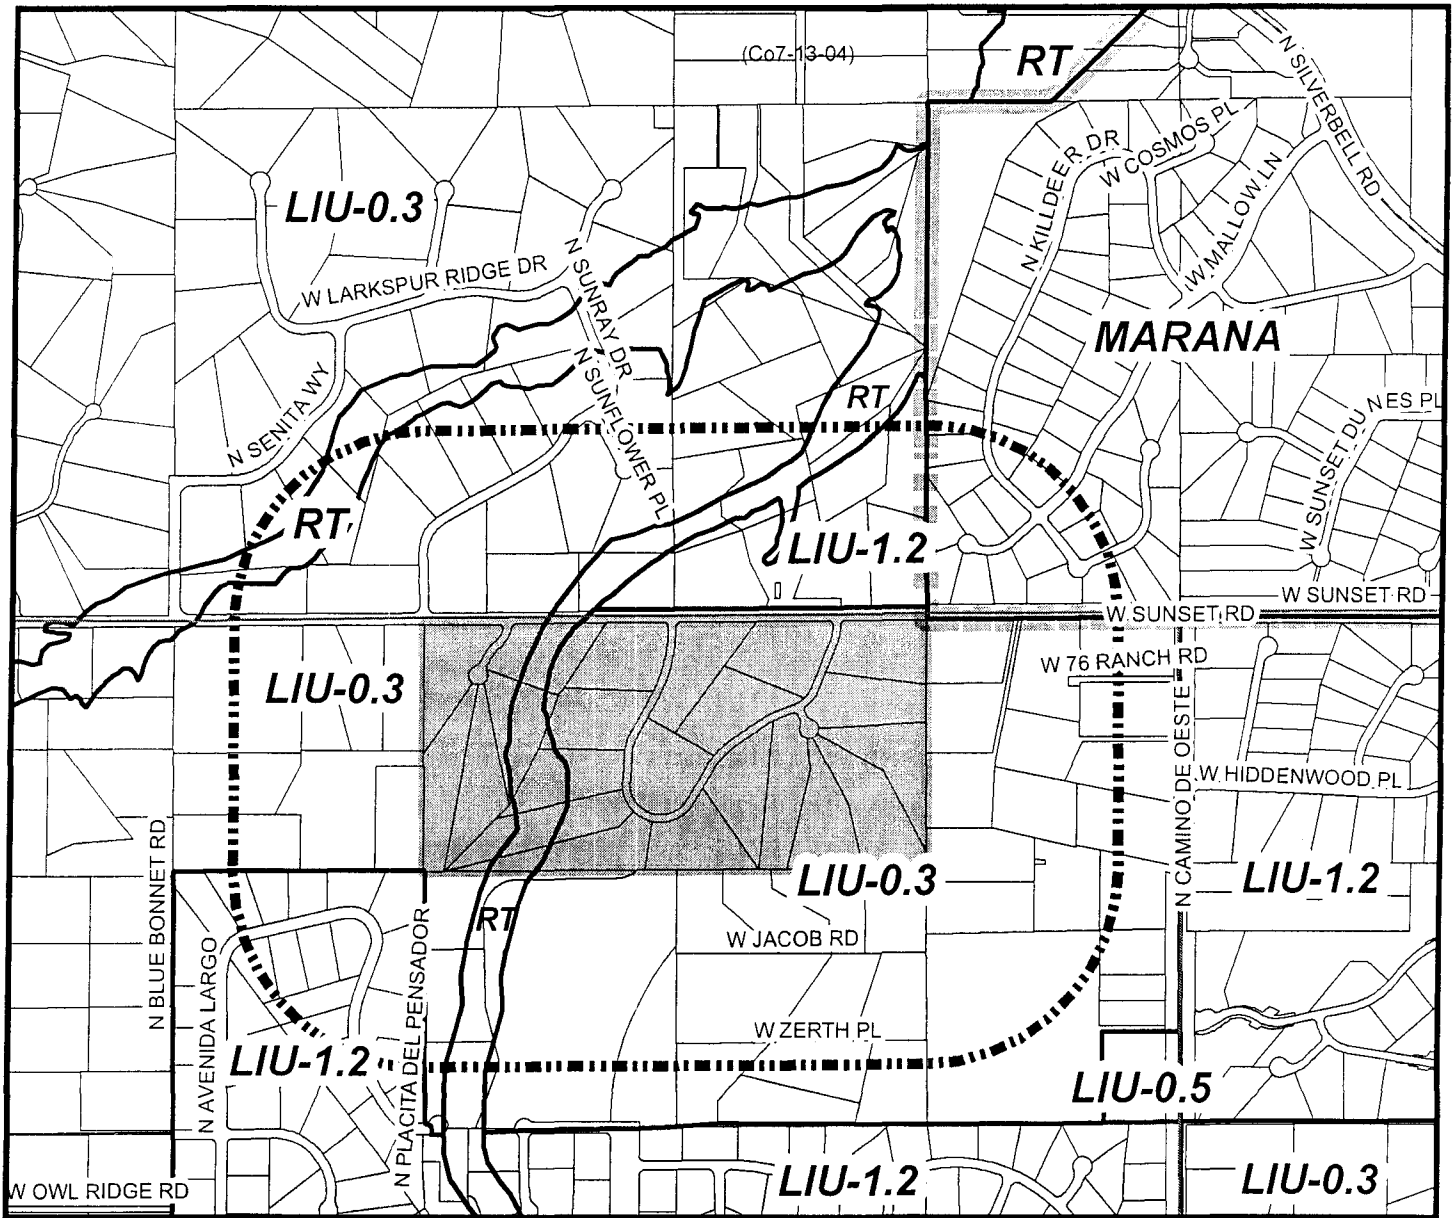 (Co7-13-04)
RT
N SILVERBELL RD
N KILLDEER DR
W COSMOS PL
W MALLOW LN
LIU-0.3
W LARKSPUR RIDGE DR
N SUNRAY DR
MARANA
N SENITA WY
N SUNFLOWER PL
RT
W SUNSET DUNES PL
RT
LIU-1.2
W SUNSET RD
W SUNSET RD
LIU-0.3
W 76 RANCH RD
N CAMINO DE OESTE
W HIDDENWOOD PL
N BLUE BONNET RD
LIU-0.3
LIU-1.2
RT
W JACOB RD
N AVENIDA LARGO
N PLACITA DEL PENSADOR
W ZERTH PL
LIU-1.2
LIU-0.5
W OWL RIDGE RD
LIU-1.2
LIU-0.3